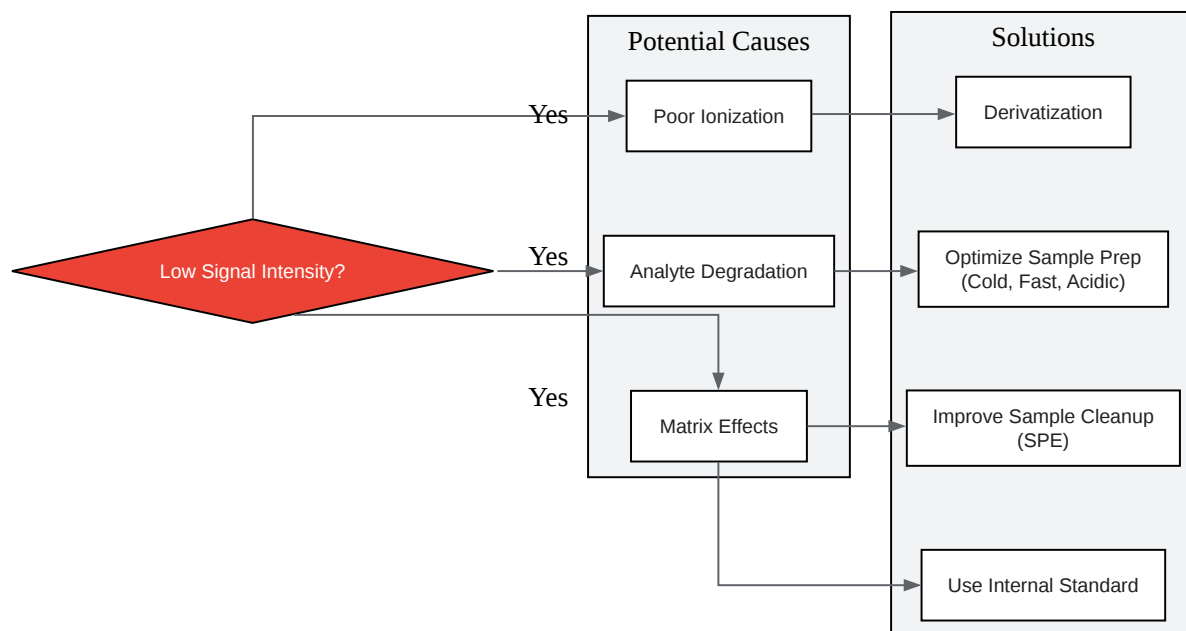 Potential Causes
Solutions
Yes
Poor Ionization
Derivatization
Low Signal Intensity?
Yes
Analyte Degradation
Optimize Sample Prep
(Cold, Fast, Acidic)
Yes
Matrix Effects
Improve Sample Cleanup
(SPE)
Use Internal Standard